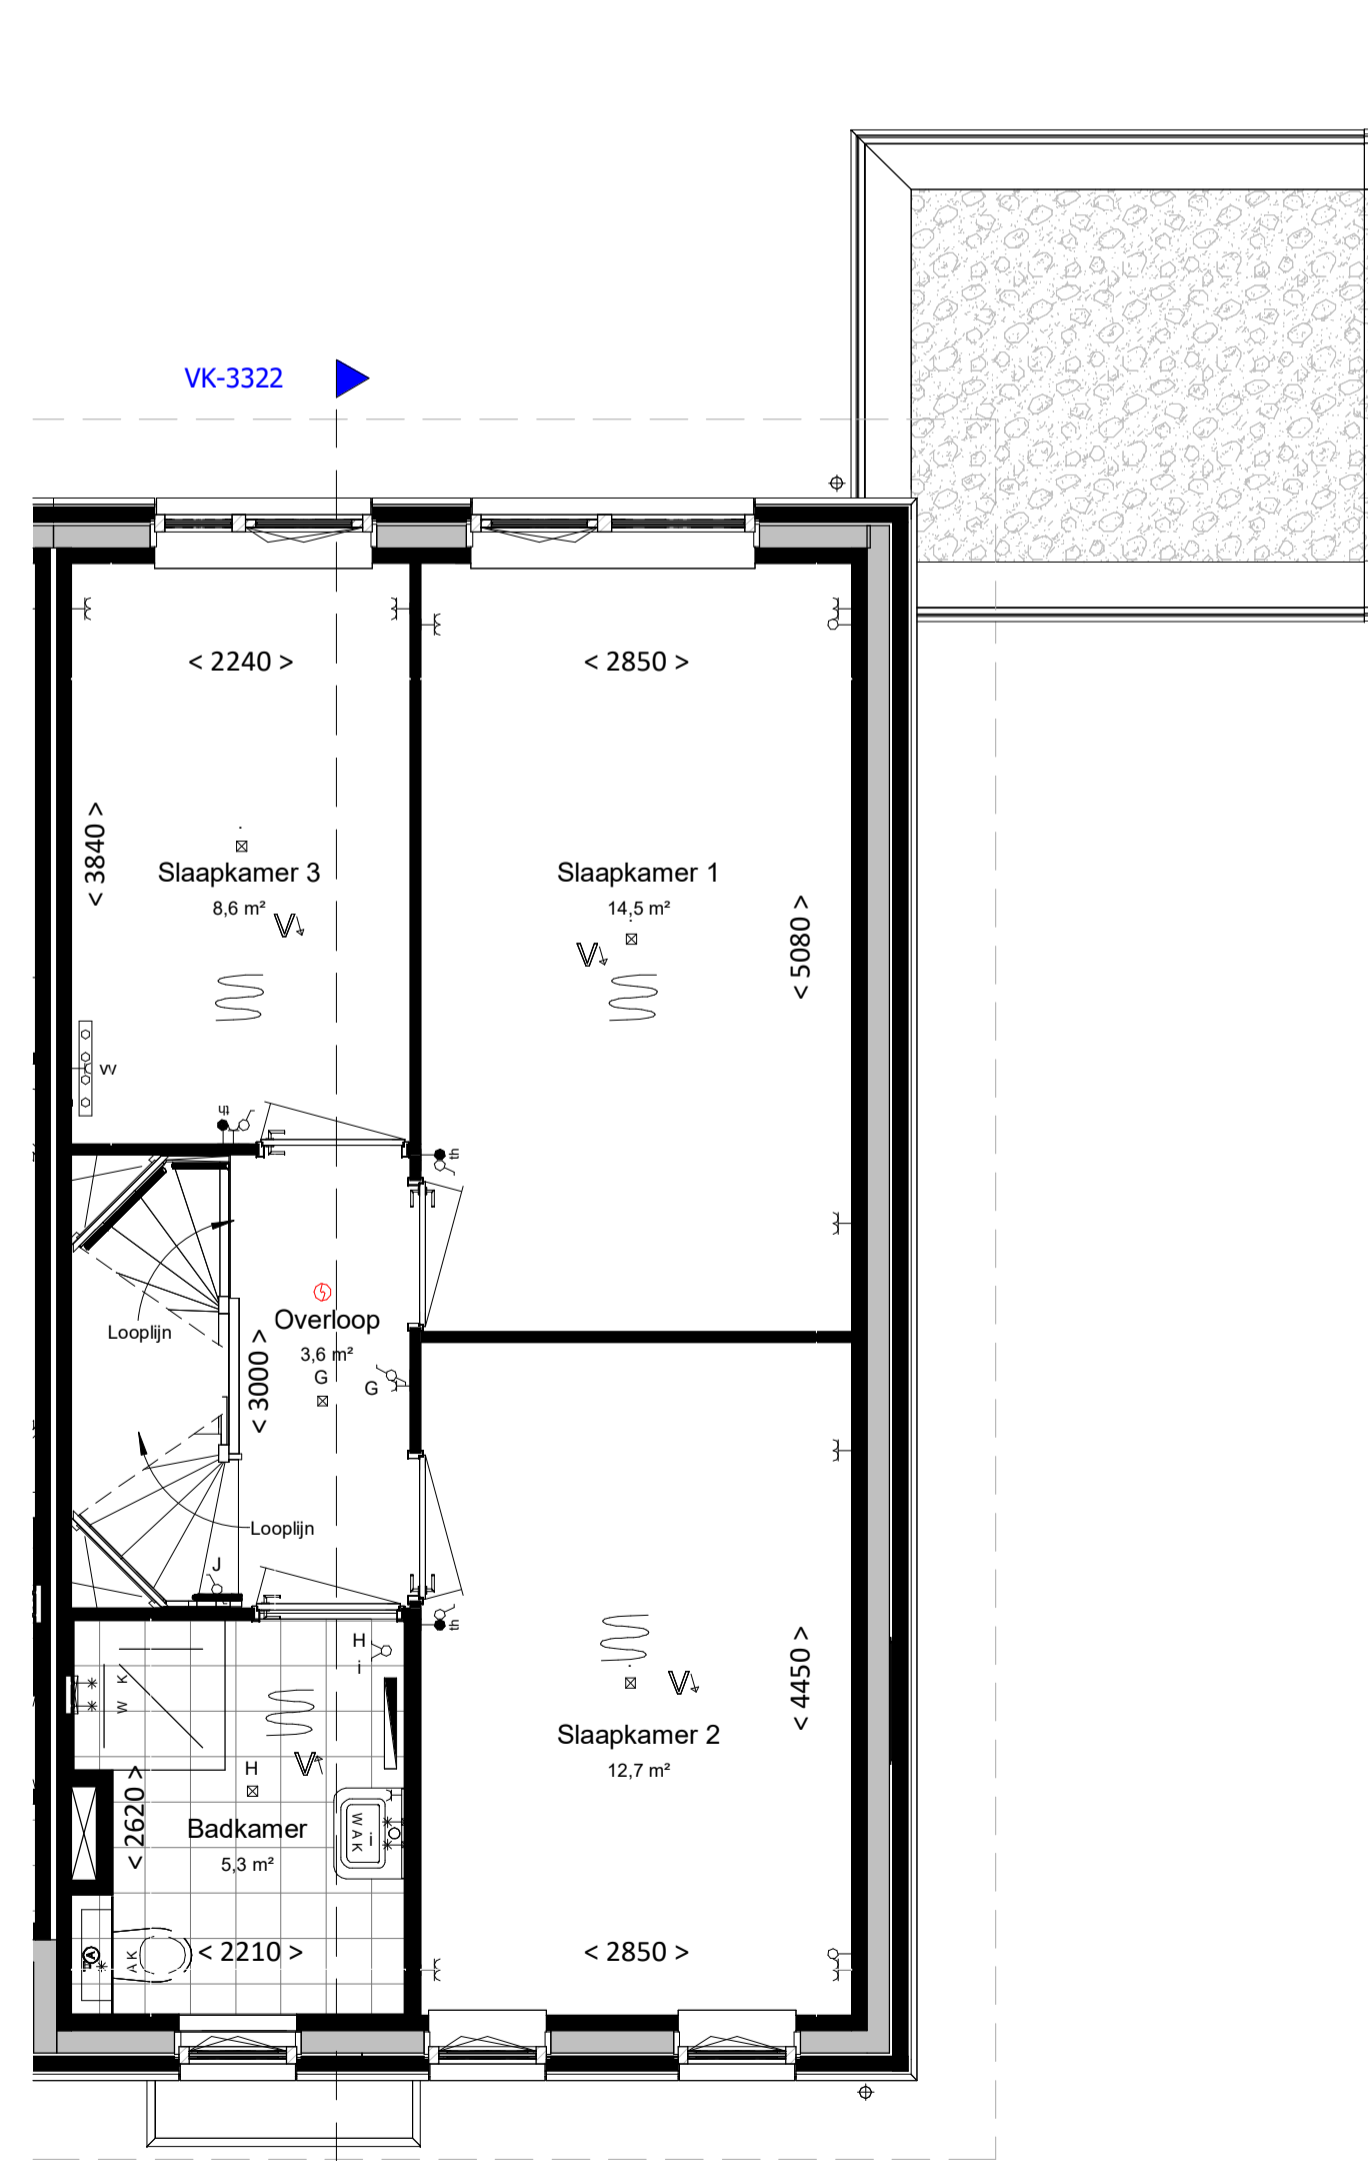 VK-3322
< 2240 >
< 2850 >
< 3840 >
Slaapkamer 3
8,6 m²
Slaapkamer 1
14,5 m²
< 5080 >
th
Looplijn
Overloop
3,6 m²
G
G
< 3000 >
Looplijn
J
th
H
i
W K
H
< 2620 >
Badkamer
5,3 m²
WAK
i
Slaapkamer 2
12,7 m²
< 4450 >
AK
A
< 2210 >
< 2850 >